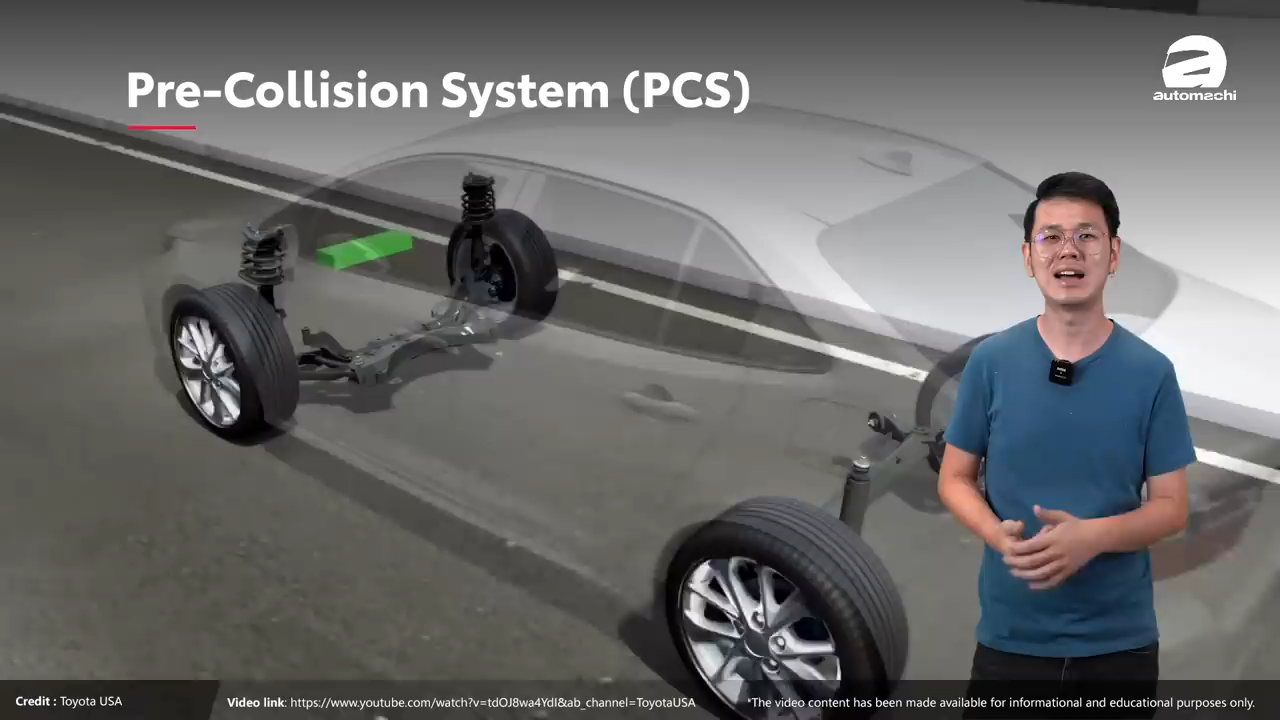 Pre-Collision System (PCS)
automachi
Credit : Toyota USA
Video link: https://www.youtube.com/watch?v=tdOJ8wa4YdI&ab_channel=ToyotaUSA
*The video content has been made available for informational and educational purposes only.